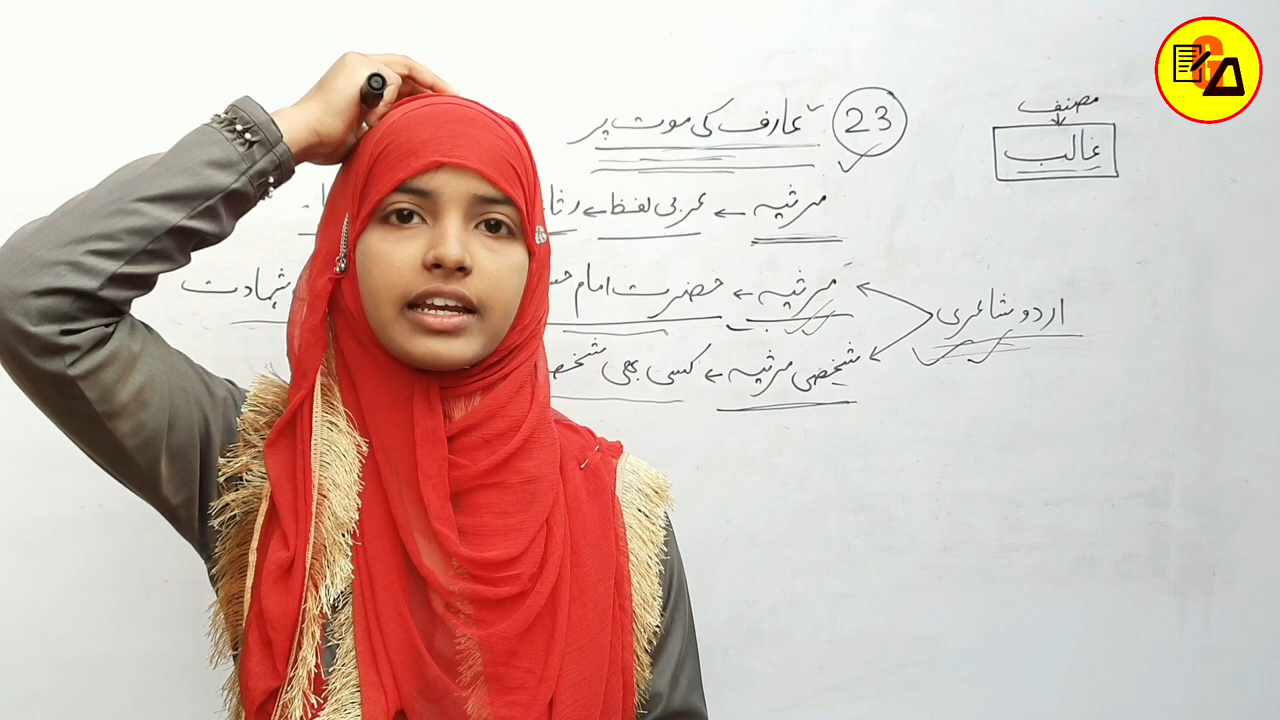 مصنف
غالب
23 عارف کی موت پر
مرثیہ ← عربی لفظ ← رثا
مرثیہ ← حضرت امام شہادت
اردو شاعری
شخصی مرثیہ ← کسی بھی شخص
G